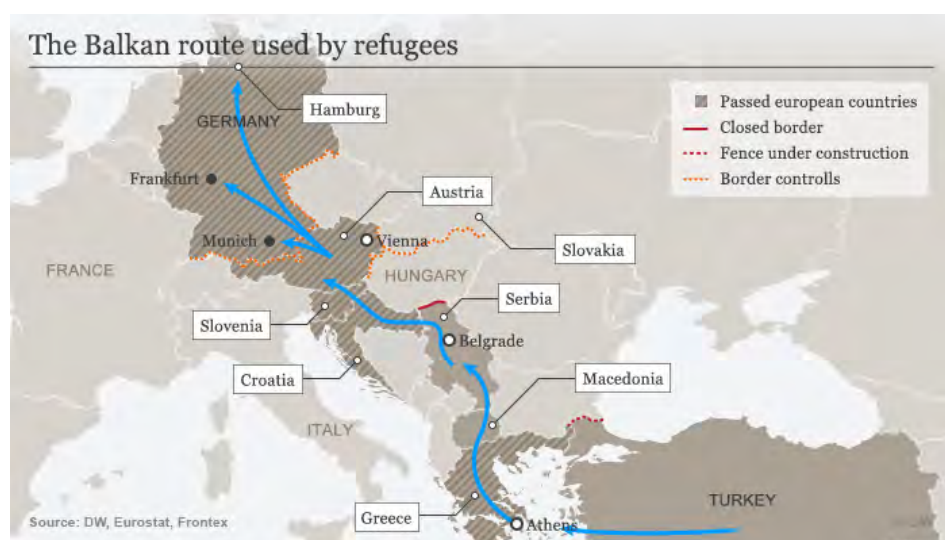 The Balkan route used by refugees
Hamburg
GERMANY
Passed european countries
Closed border
Fence under construction
Border controlls
Frankfurt
Austria
Munich
Vienna
Slovakia
FRANCE
HUNGARY
Serbia
Slovenia
Belgrade
Croatia
Macedonia
ITALY
TURKEY
Greece
Athens
Source: DW, Eurostat, Frontex